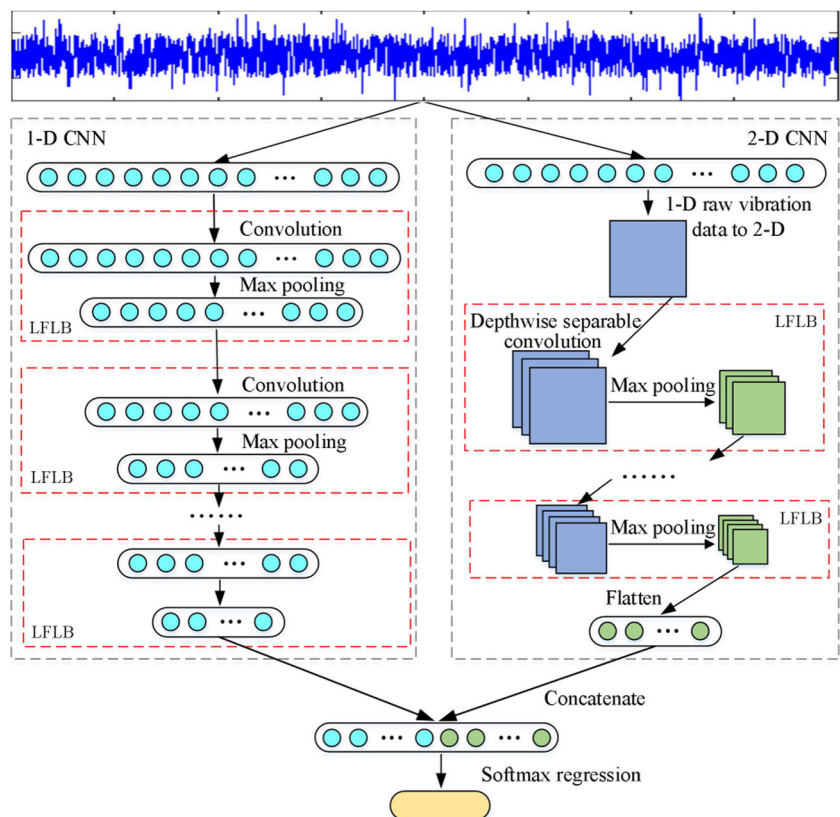 1-D CNN
Convolution
Max pooling
LFLB
Convolution
Max pooling
LFLB
......
LFLB
2-D CNN
1-D raw vibration
data to 2-D
LFLB
Depthwise separable
convolution
Max pooling
......
LFLB
Max pooling
Flatten
Concatenate
Softmax regression